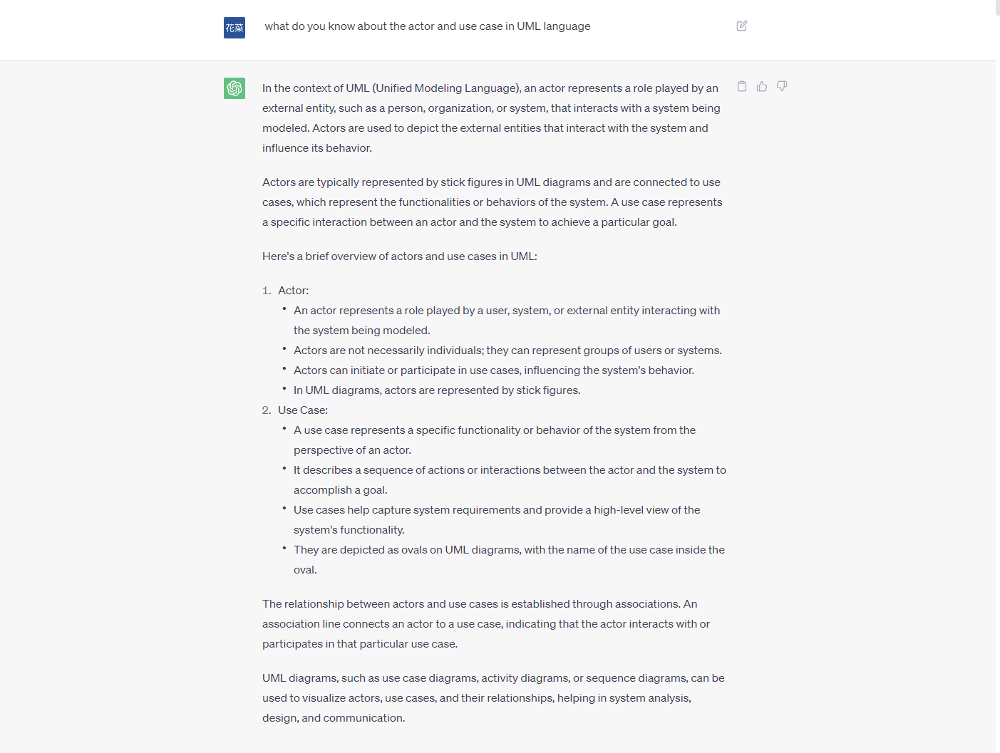 花菜
what do you know about the actor and use case in UML language
In the context of UML (Unified Modeling Language), an actor represents a role played by an
external entity, such as a person, organization, or system, that interacts with a system being
modeled. Actors are used to depict the external entities that interact with the system and
influence its behavior.
Actors are typically represented by stick figures in UML diagrams and are connected to use
cases, which represent the functionalities or behaviors of the system. A use case represents
a specific interaction between an actor and the system to achieve a particular goal.
Here's a brief overview of actors and use cases in UML:
1. Actor:
• An actor represents a role played by a user, system, or external entity interacting with
the system being modeled.
• Actors are not necessarily individuals; they can represent groups of users or systems.
• Actors can initiate or participate in use cases, influencing the system's behavior.
• In UML diagrams, actors are represented by stick figures.
2. Use Case:
• A use case represents a specific functionality or behavior of the system from the
perspective of an actor.
• It describes a sequence of actions or interactions between the actor and the system to
accomplish a goal.
• Use cases help capture system requirements and provide a high-level view of the
system's functionality.
• They are depicted as ovals on UML diagrams, with the name of the use case inside the
oval.
The relationship between actors and use cases is established through associations. An
association line connects an actor to a use case, indicating that the actor interacts with or
participates in that particular use case.
UML diagrams, such as use case diagrams, activity diagrams, or sequence diagrams, can be
used to visualize actors, use cases, and their relationships, helping in system analysis,
design, and communication.